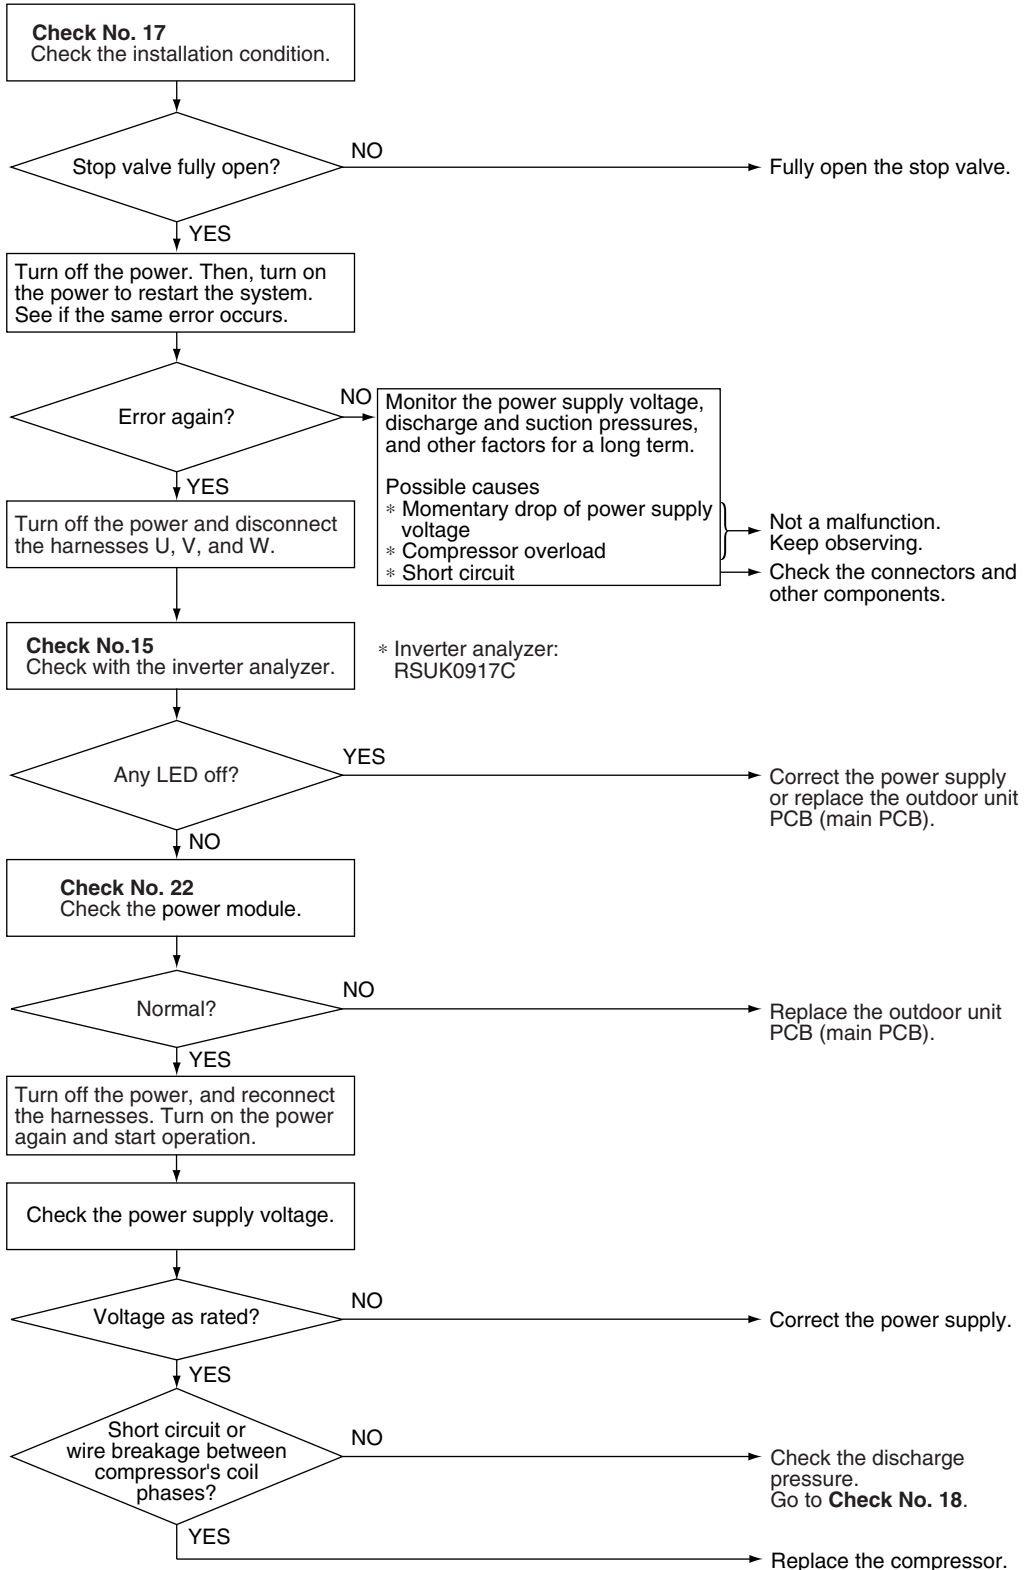 Check No. 17
Check the installation condition.
Stop valve fully open?
NO
Fully open the stop valve.
YES
Turn off the power. Then, turn on
the power to restart the system.
See if the same error occurs.
Error again?
NO
Monitor the power supply voltage,
discharge and suction pressures,
and other factors for a long term.
Possible causes
* Momentary drop of power supply
voltage
* Compressor overload
* Short circuit
Not a malfunction.
Keep observing.
Check the connectors and
other components.
YES
Turn off the power and disconnect
the harnesses U, V, and W.
Check No.15
Check with the inverter analyzer.
* Inverter analyzer:
RSUK0917C
Any LED off?
YES
Correct the power supply
or replace the outdoor unit
PCB (main PCB).
NO
Check No. 22
Check the power module.
Normal?
NO
Replace the outdoor unit
PCB (main PCB).
YES
Turn off the power, and reconnect
the harnesses. Turn on the power
again and start operation.
Check the power supply voltage.
Voltage as rated?
NO
Correct the power supply.
YES
Short circuit or
wire breakage between
compressor's coil
phases?
NO
Check the discharge
pressure.
Go to Check No. 18.
YES
Replace the compressor.